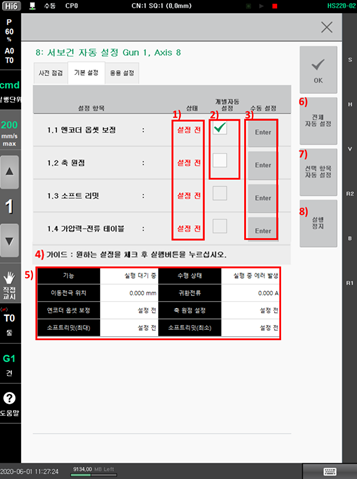 Hi6 수동 CP0 CN:1 SQ:1 (0,0mm) HS220-02
P
60
%
A0
T0
cmd
실행단위
200
mm/s
max
1
직전
교시
T0
툴
G1
건
도움말
8: 서보건 자동 설정 Gun 1, Axis 8
사전 점검 기본 설정 응용 설정
1) 2) 3)
설정 항목 상태 개별자동
설정 수동 설정
1.1 엔코더 옵셋 보정 : 설정 전 Enter
1.2 축 원점 : 설정 전 Enter
1.3 소프트 리밋 : 설정 전 Enter
1.4 가압력-전류 테이블 : 설정 전 Enter
4) 가이드 : 원하는 설정을 체크 후 실행버튼을 누르십시오.
5)
기능 실행 대기 중 수행 상태 실행 중 에러 발생
이동전극 위치 0.000 mm 귀환전류 0.000 A
엔코더 옵셋 보정 설정 전 축 원점 설정 설정 전
소프트리밋(최대) 설정 전 소프트리밋(최소) 설정 전
OK
6)
전체
자동 설정
7)
선택 항목
자동 설정
8)
실행
정지
S
H
V
R2
B
R1
2020-06-01 11:27:24 9134,00 MB Left